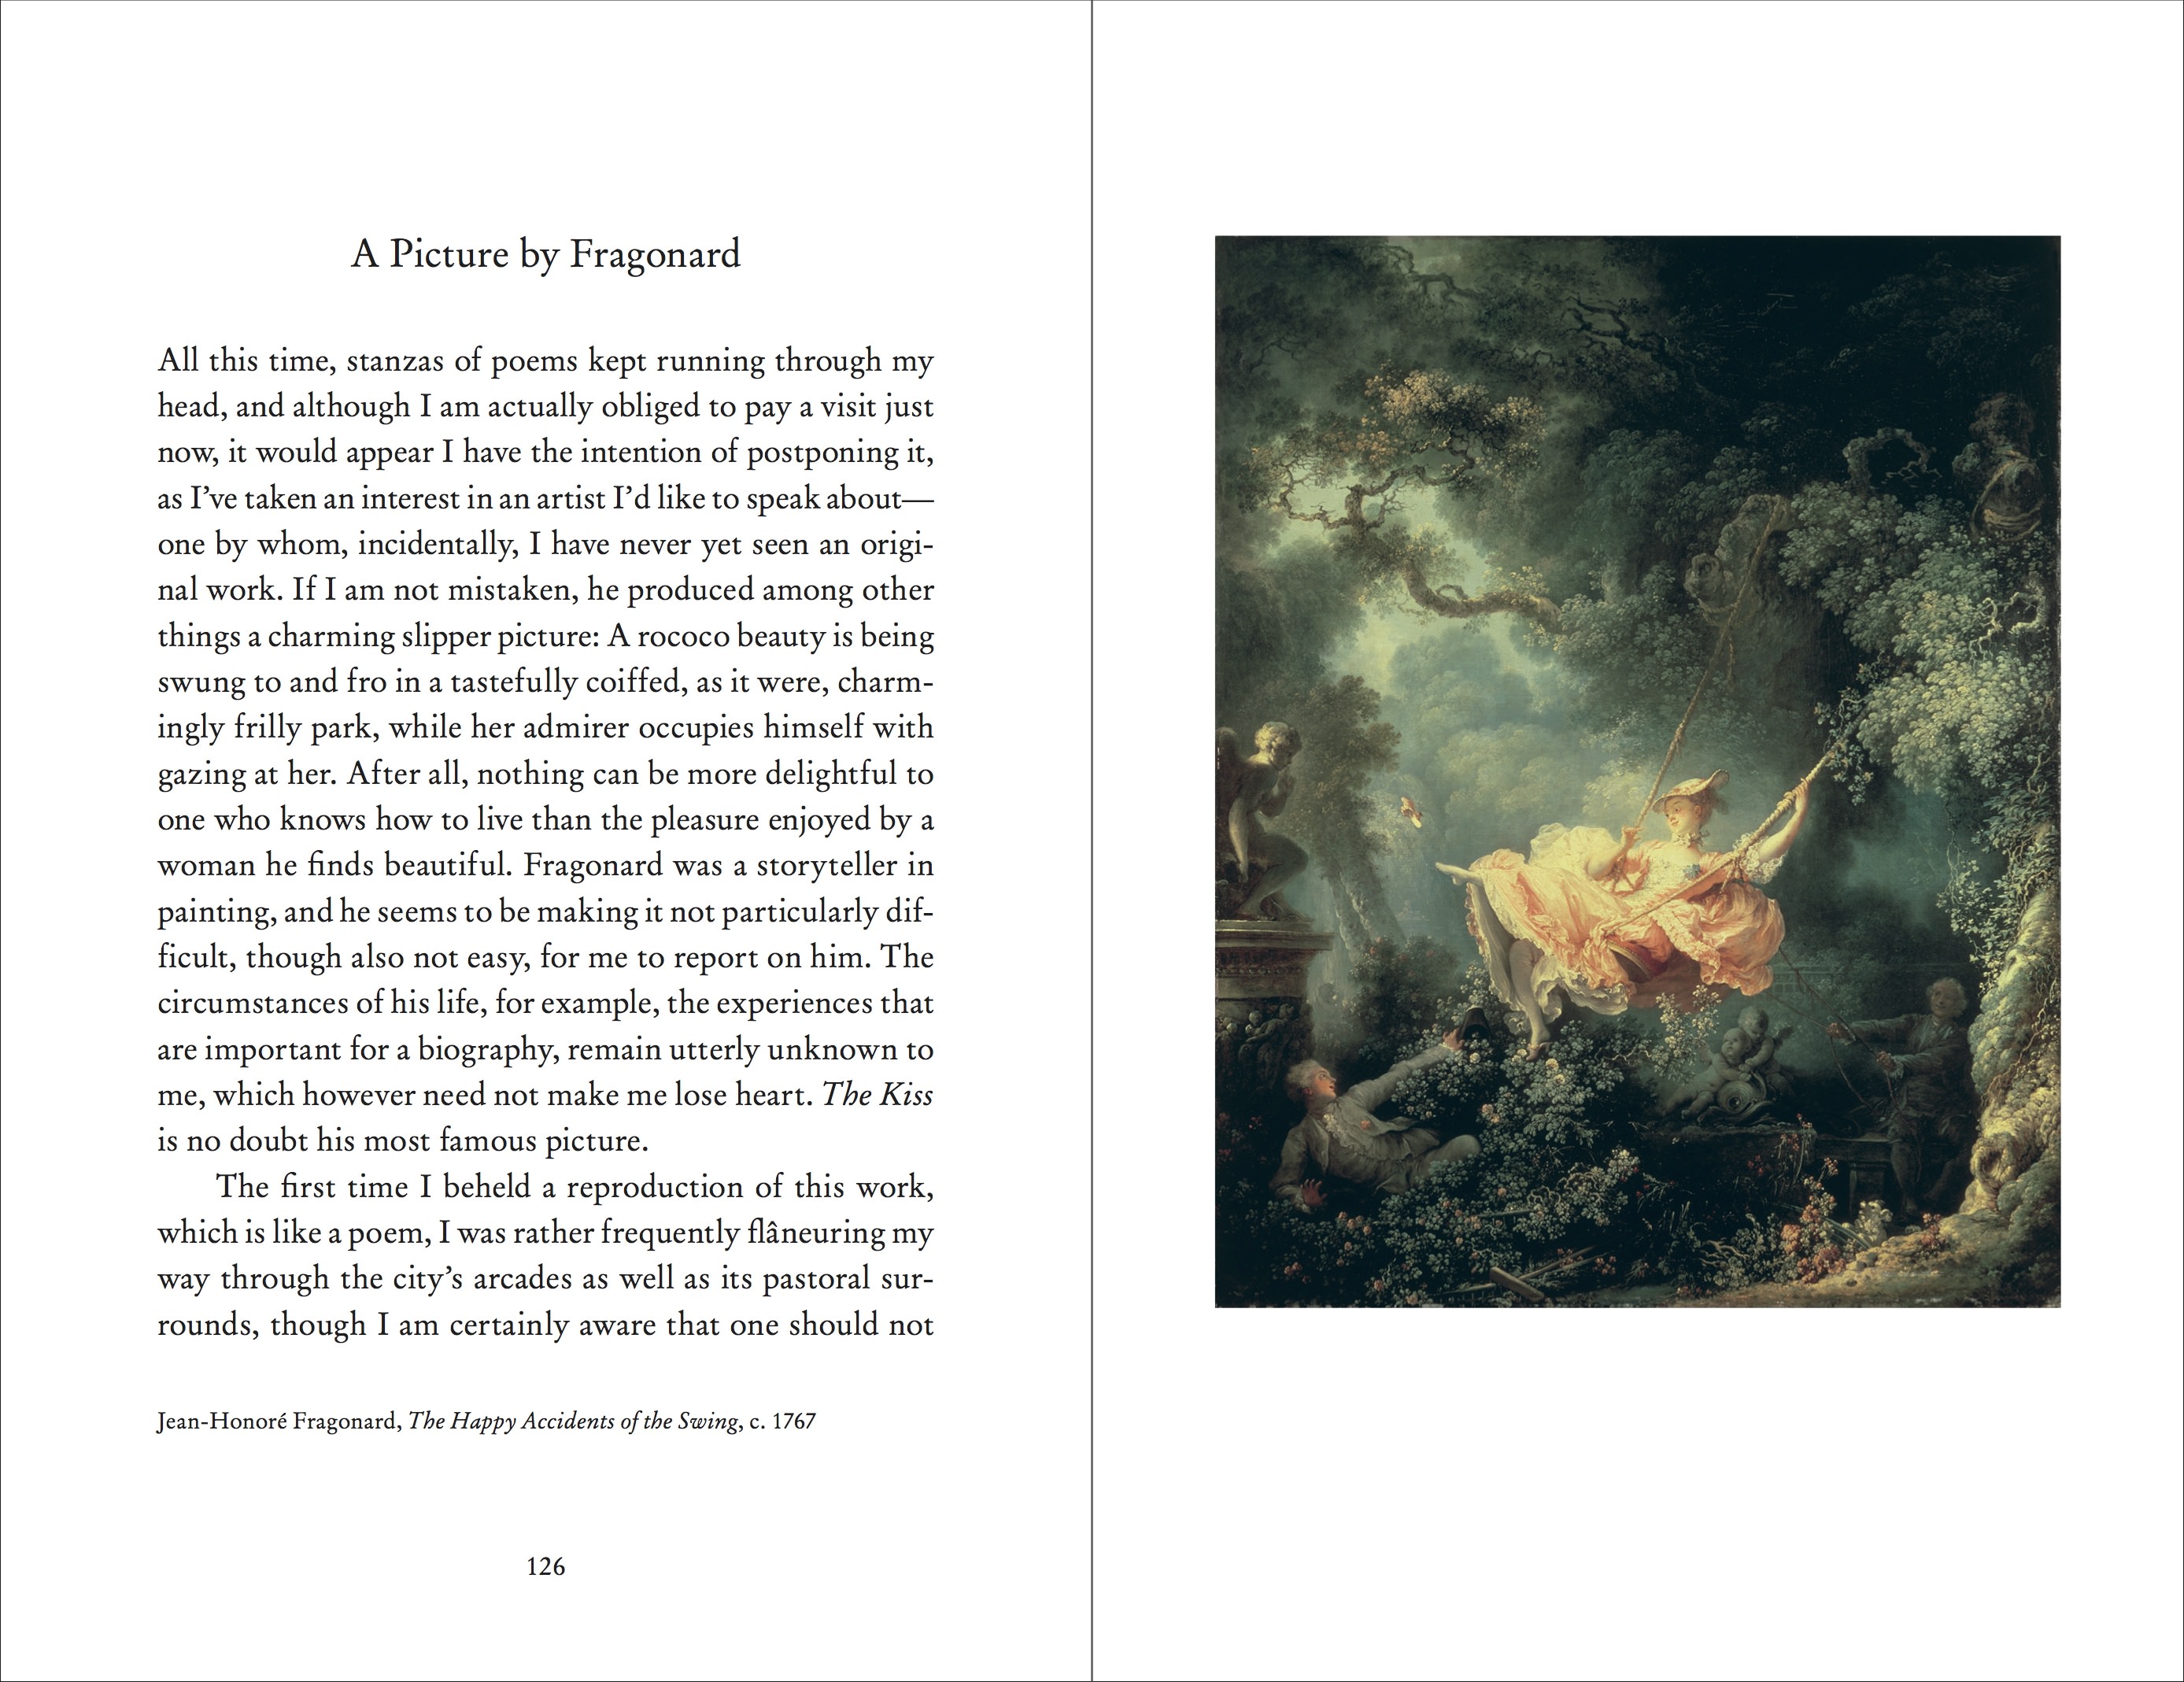 A Picture by Fragonard
All this time, stanzas of poems kept running through my
head, and although I am actually obliged to pay a visit just
now, it would appear I have the intention of postponing it,
as I’ve taken an interest in an artist I’d like to speak about—
one by whom, incidentally, I have never yet seen an origi-
nal work. If I am not mistaken, he produced among other
things a charming slipper picture: A rococo beauty is being
swung to and fro in a tastefully coiffed, as it were, charm-
ingly frilly park, while her admirer occupies himself with
gazing at her. After all, nothing can be more delightful to
one who knows how to live than the pleasure enjoyed by a
woman he finds beautiful. Fragonard was a storyteller in
painting, and he seems to be making it not particularly dif-
ficult, though also not easy, for me to report on him. The
circumstances of his life, for example, the experiences that
are important for a biography, remain utterly unknown to
me, which however need not make me lose heart. The Kiss
is no doubt his most famous picture.
The first time I beheld a reproduction of this work,
which is like a poem, I was rather frequently flâneuring my
way through the city’s arcades as well as its pastoral sur-
rounds, though I am certainly aware that one should not
Jean-Honoré Fragonard, The Happy Accidents of the Swing, c. 1767
126